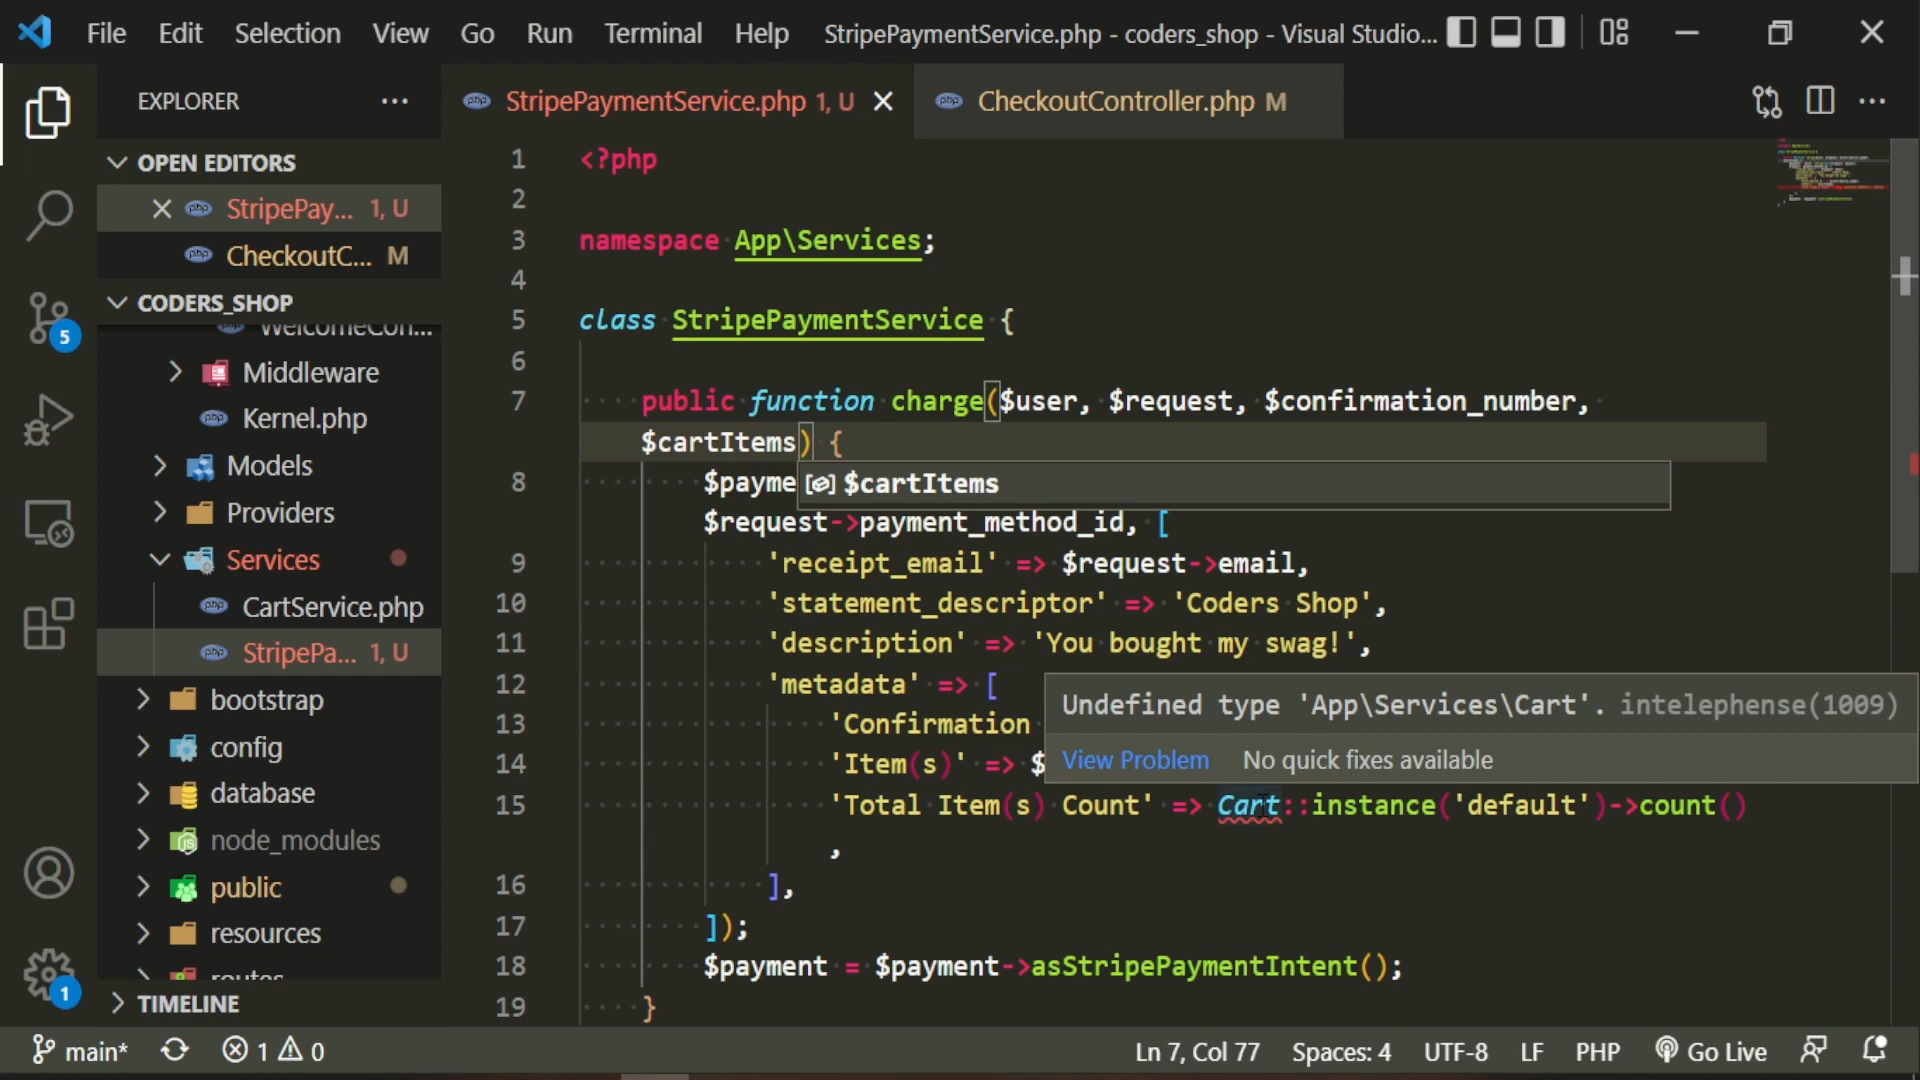 File Edit Selection View Go Run Terminal Help StripePaymentService.php - coders_shop - Visual Studio...
EXPLORER ...
StripePaymentService.php 1, U
CheckoutController.php M
OPEN EDITORS
StripePay... 1, U
CheckoutC... M
CODERS_SHOP
WelcomeCon...
Middleware
Kernel.php
Models
Providers
Services
CartService.php
StripePa... 1, U
bootstrap
config
database
node_modules
public
resources
routes
TIMELINE
5
1
1 <?php
2
3 namespace App\Services;
4
5 class StripePaymentService {
6
7 public function charge($user, $request, $confirmation_number,
$cartItems) {
8 $payme
$cartItems
$request->payment_method_id, [
9 'receipt_email' => $request->email,
10 'statement_descriptor' => 'Coders Shop',
11 'description' => 'You bought my swag!',
12 'metadata' => [
Undefined type 'App\Services\Cart'. intelephense(1009)
View Problem No quick fixes available
13 'Confirmation
14 'Item(s)' => $
15 'Total Item(s) Count' => Cart::instance('default')->count()
,
16 ],
17 ]);
18 $payment = $payment->asStripePaymentIntent();
19 }
main* 1 0 Ln 7, Col 77 Spaces: 4 UTF-8 LF PHP Go Live